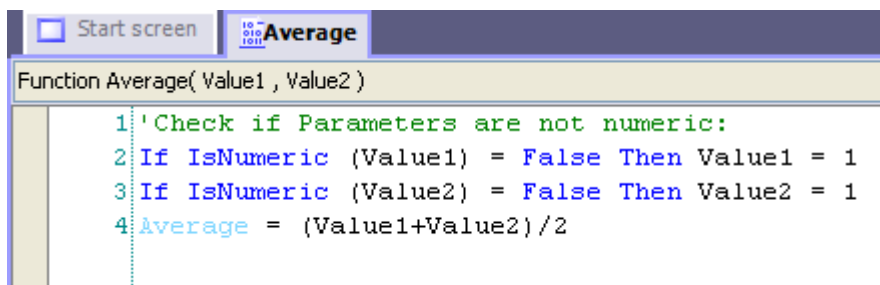 Start screen
Average
Function Average( Value1 , Value2 )
1 'Check if Parameters are not numeric:
2 If IsNumeric (Value1) = False Then Value1 = 1
3 If IsNumeric (Value2) = False Then Value2 = 1
4 Average = (Value1+Value2)/2